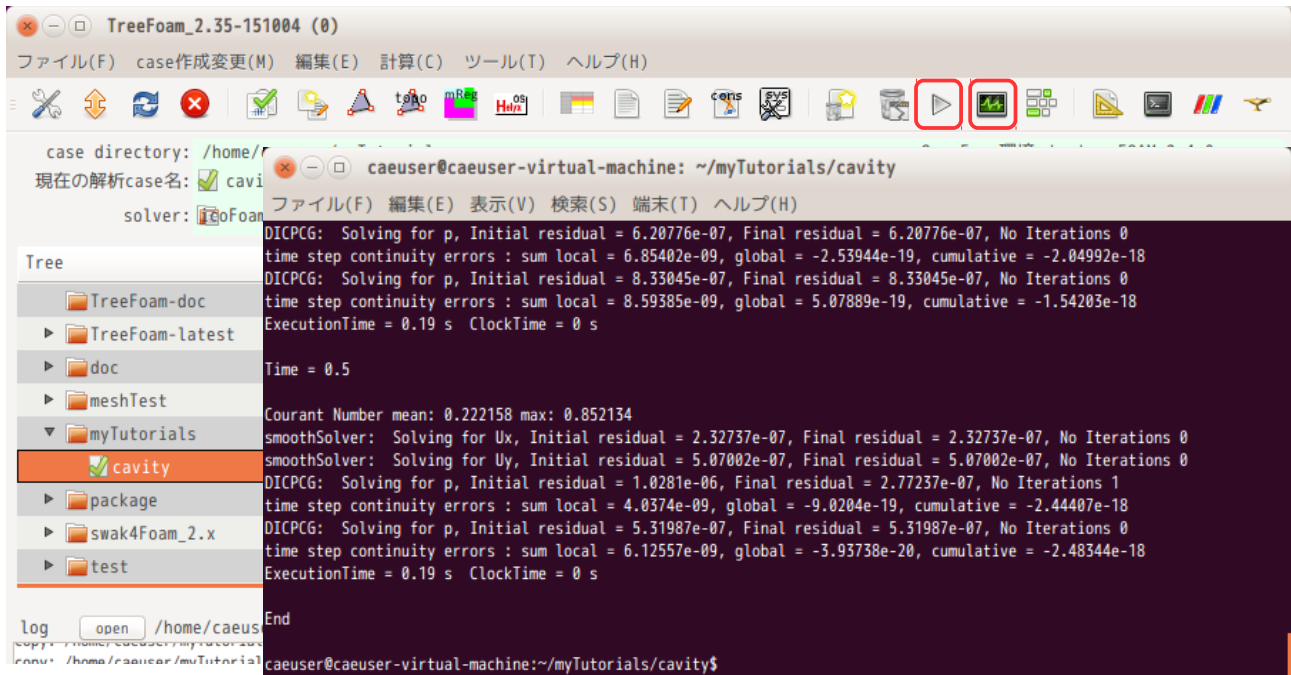 TreeFoam_2.35-151004 (0)
ファイル(F) case作成変更(M) 編集(E) 計算(C) ツール(T) ヘルプ(H)
topo mReg OS Helyx cons SYS
case directory: /home/
現在の解析case名: cavi
solver: icoFoam
Tree
TreeFoam-doc
TreeFoam-latest
doc
meshTest
myTutorials
cavity
package
swak4Foam_2.x
test
log open /home/caeus
copy: /home/caeuser/myTutorial
caeuser@caeuser-virtual-machine: ~/myTutorials/cavity
ファイル(F) 編集(E) 表示(V) 検索(S) 端末(T) ヘルプ(H)
DICPCG: Solving for p, Initial residual = 6.20776e-07, Final residual = 6.20776e-07, No Iterations 0
time step continuity errors : sum local = 6.85402e-09, global = -2.53944e-19, cumulative = -2.04992e-18
DICPCG: Solving for p, Initial residual = 8.33045e-07, Final residual = 8.33045e-07, No Iterations 0
time step continuity errors : sum local = 8.59385e-09, global = 5.07889e-19, cumulative = -1.54203e-18
ExecutionTime = 0.19 s ClockTime = 0 s
Time = 0.5
Courant Number mean: 0.222158 max: 0.852134
smoothSolver: Solving for Ux, Initial residual = 2.32737e-07, Final residual = 2.32737e-07, No Iterations 0
smoothSolver: Solving for Uy, Initial residual = 5.07002e-07, Final residual = 5.07002e-07, No Iterations 0
DICPCG: Solving for p, Initial residual = 1.0281e-06, Final residual = 2.77237e-07, No Iterations 1
time step continuity errors : sum local = 4.0374e-09, global = -9.0204e-19, cumulative = -2.44407e-18
DICPCG: Solving for p, Initial residual = 5.31987e-07, Final residual = 5.31987e-07, No Iterations 0
time step continuity errors : sum local = 6.12557e-09, global = -3.93738e-20, cumulative = -2.48344e-18
ExecutionTime = 0.19 s ClockTime = 0 s
End
caeuser@caeuser-virtual-machine:~/myTutorials/cavity$